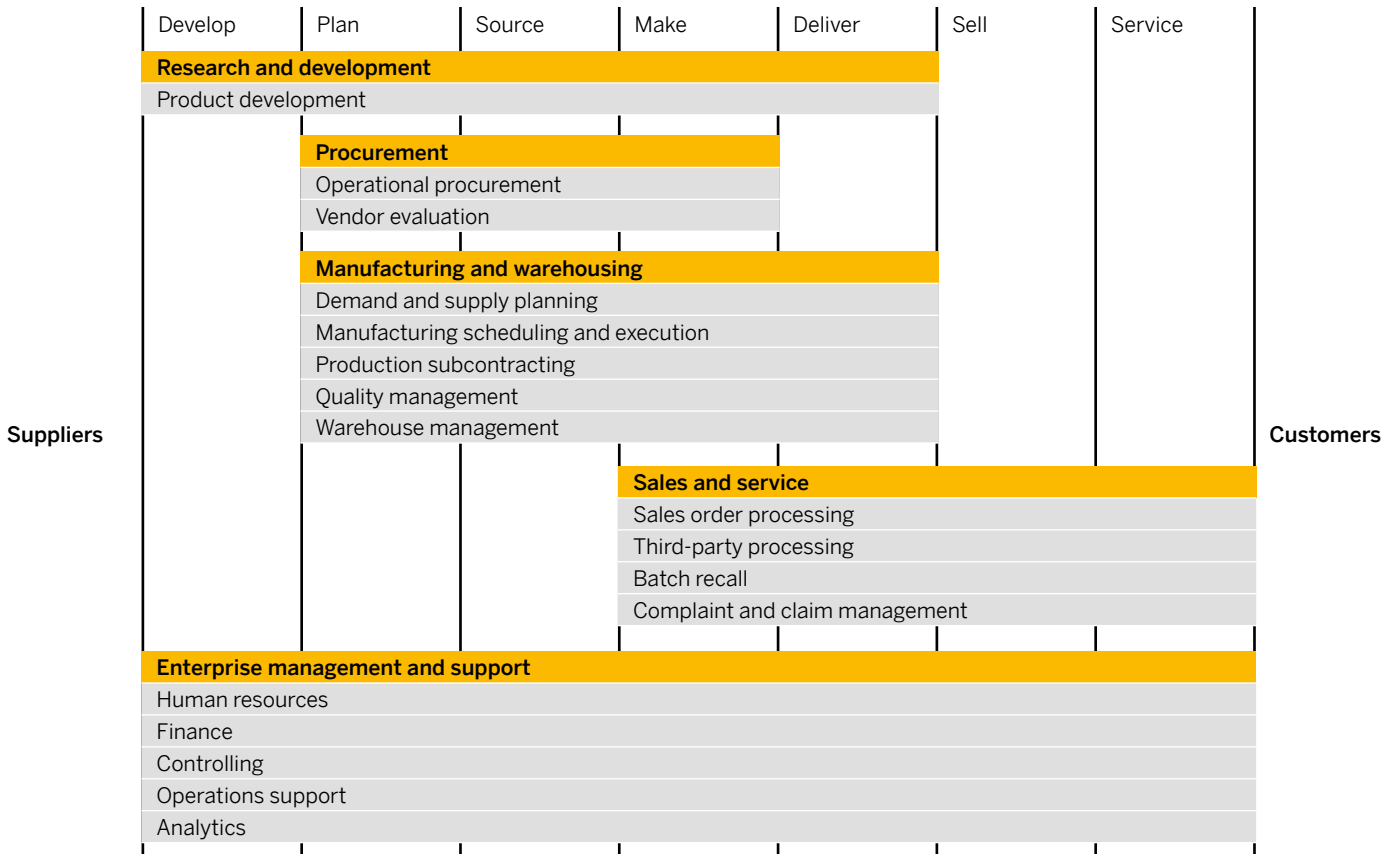 Develop Plan Source Make Deliver Sell Service
Research and development
Product development
Procurement
Operational procurement
Vendor evaluation
Manufacturing and warehousing
Demand and supply planning
Manufacturing scheduling and execution
Production subcontracting
Quality management
Warehouse management
Suppliers
Customers
Sales and service
Sales order processing
Third-party processing
Batch recall
Complaint and claim management
Enterprise management and support
Human resources
Finance
Controlling
Operations support
Analytics